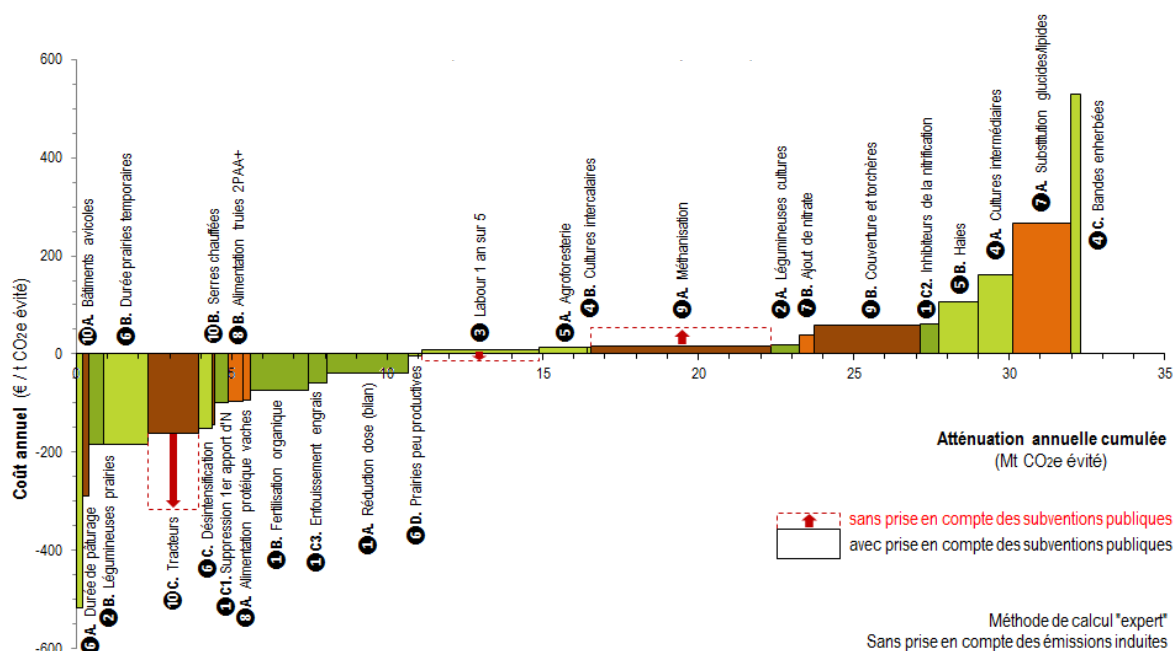 600
400
200
0
-200
-400
-600
Coût annuel (€ / t CO2e évité)
0
5
10
15
20
25
30
35
10 A. Bâtiments avicoles
6 B. Durée prairies temporaires
10 B. Serres chauffées
8 B. Alimentation truies 2PAA+
3 Labour 1 an sur 5
5 A. Agroforesterie
4 B. Cultures intercalaires
9 A. Méthanisation
2 A. Légumineuses cultures
7 B. Ajout de nitrate
9 B. Couverture et torchères
1 C2. Inhibiteurs de la nitrification
5 B. Haies
4 A. Cultures intermédiaires
7 A. Substitution glucides/lipides
4 C. Bandes enherbées
6 A. Durée de pâturage
2 B. Légumineuses prairies
10 C. Tracteurs
6 C. Désintensification
1 C1. Suppression 1er apport d'N
8 A. Alimentation protéique vaches
1 B. Fertilisation organique
1 C3. Enfouissement engrais
1 A. Réduction dose (bilan)
6 D. Prairies peu productives
Atténuation annuelle cumulée
(Mt CO2e évité)
sans prise en compte des subventions publiques
avec prise en compte des subventions publiques
Méthode de calcul "expert"
Sans prise en compte des émissions induites